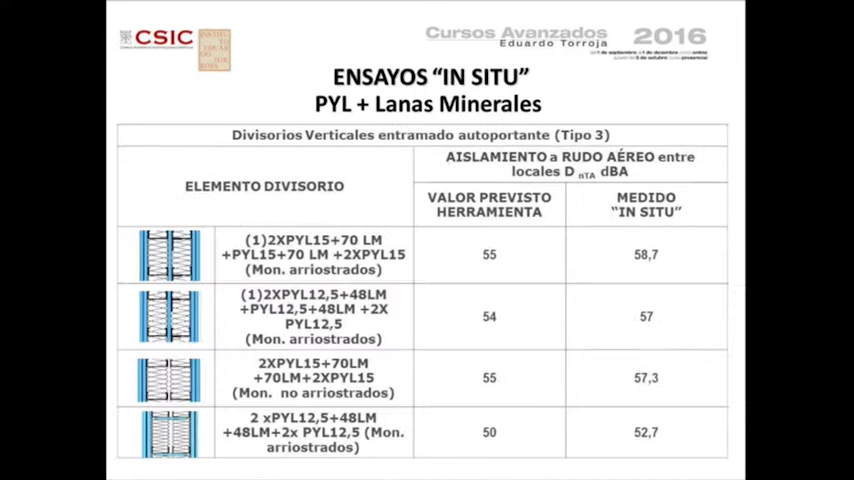 CSIC
Cursos Avanzados
Eduardo Torroja
2016
ENSAYOS “IN SITU”
PYL + Lanas Minerales
Divisorios Verticales entramado autoportante (Tipo 3)
ELEMENTO DIVISORIO
AISLAMIENTO a RUDO AÉREO entre
locales D nTA dBA
VALOR PREVISTO
HERRAMIENTA
MEDIDO
“IN SITU”
(1)2XPYL15+70 LM
+PYL15+70 LM +2XPYL15
(Mon. arriostrados)
55
58,7
(1)2XPYL12,5+48LM
+PYL12,5+48LM +2X
PYL12,5
(Mon. arriostrados)
54
57
2XPYL15+70LM
+70LM+2XPYL15
(Mon. no arriostrados)
55
57,3
2 xPYL12,5+48LM
+48LM+2x PYL12,5 (Mon.
arriostrados)
50
52,7